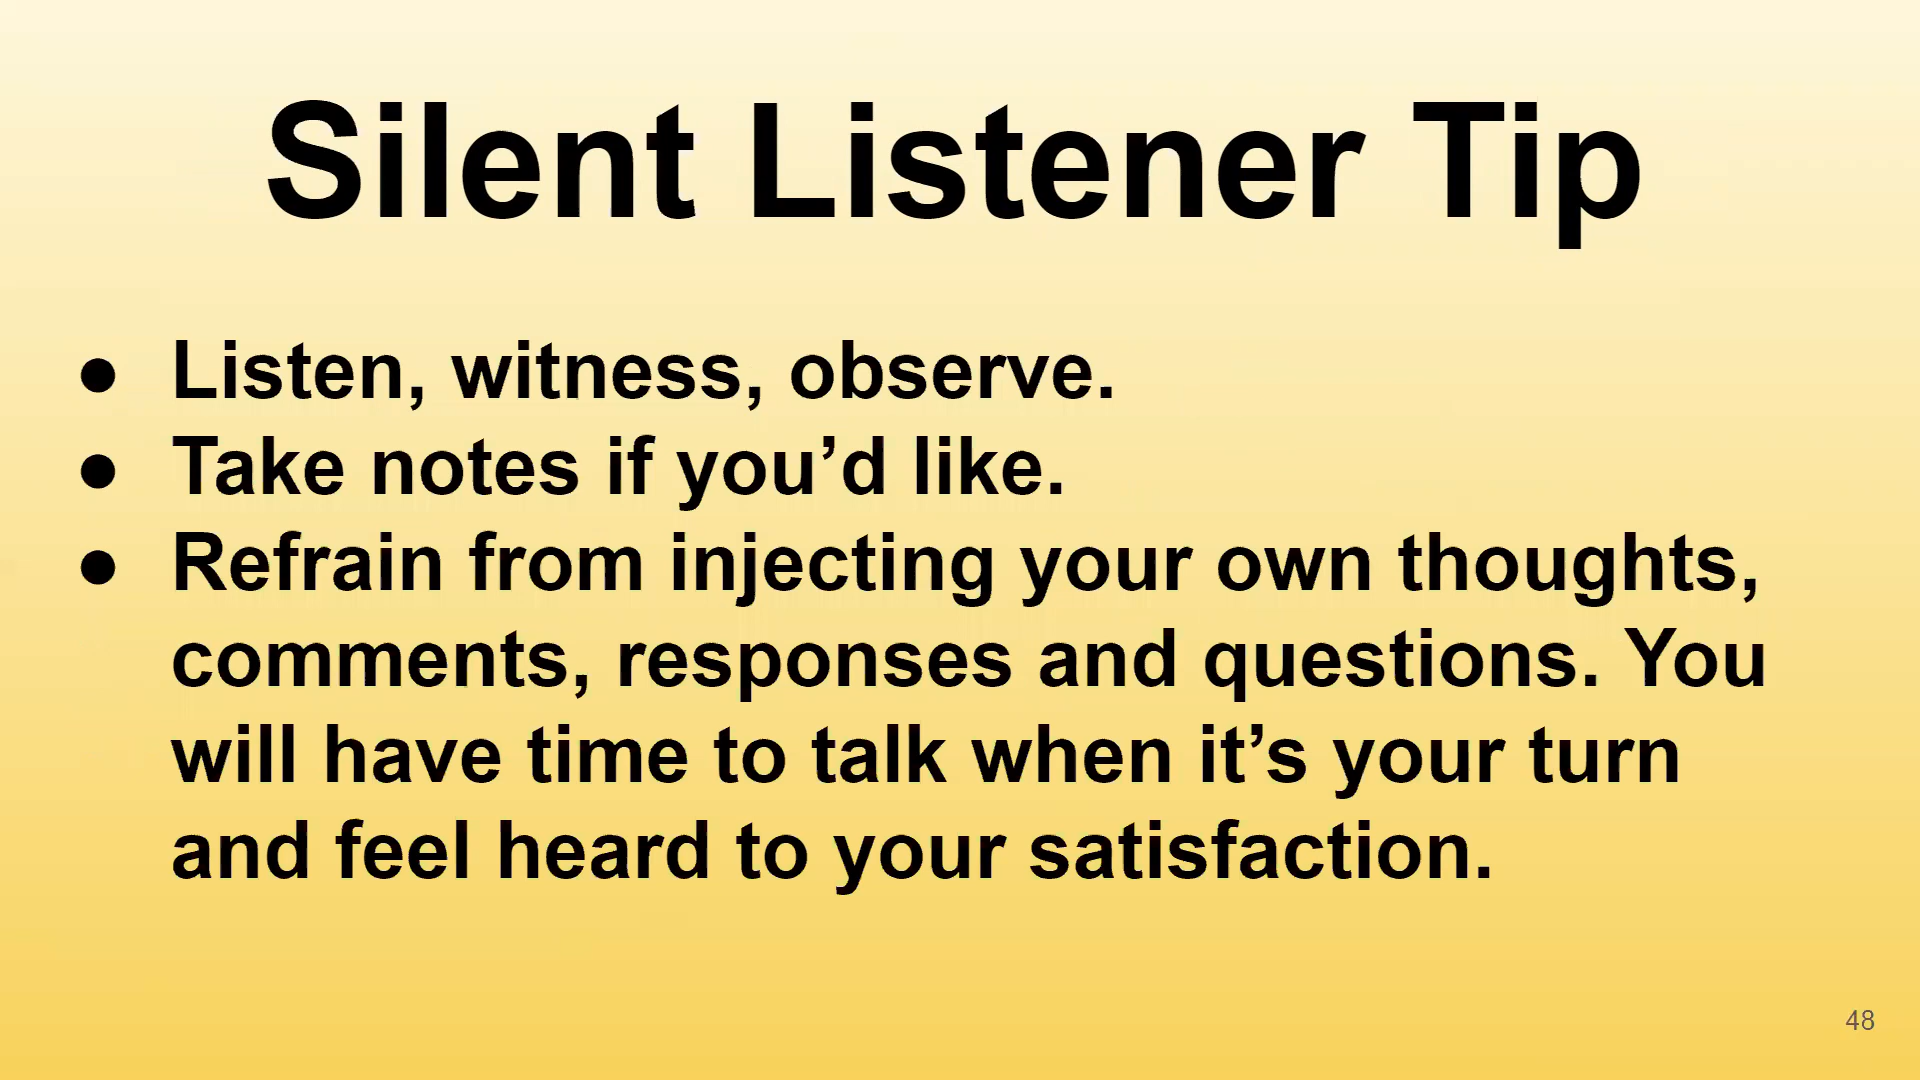 Silent Listener Tip
● Listen, witness, observe.
● Take notes if you’d like.
● Refrain from injecting your own thoughts,
comments, responses and questions. You
will have time to talk when it’s your turn
and feel heard to your satisfaction.
48